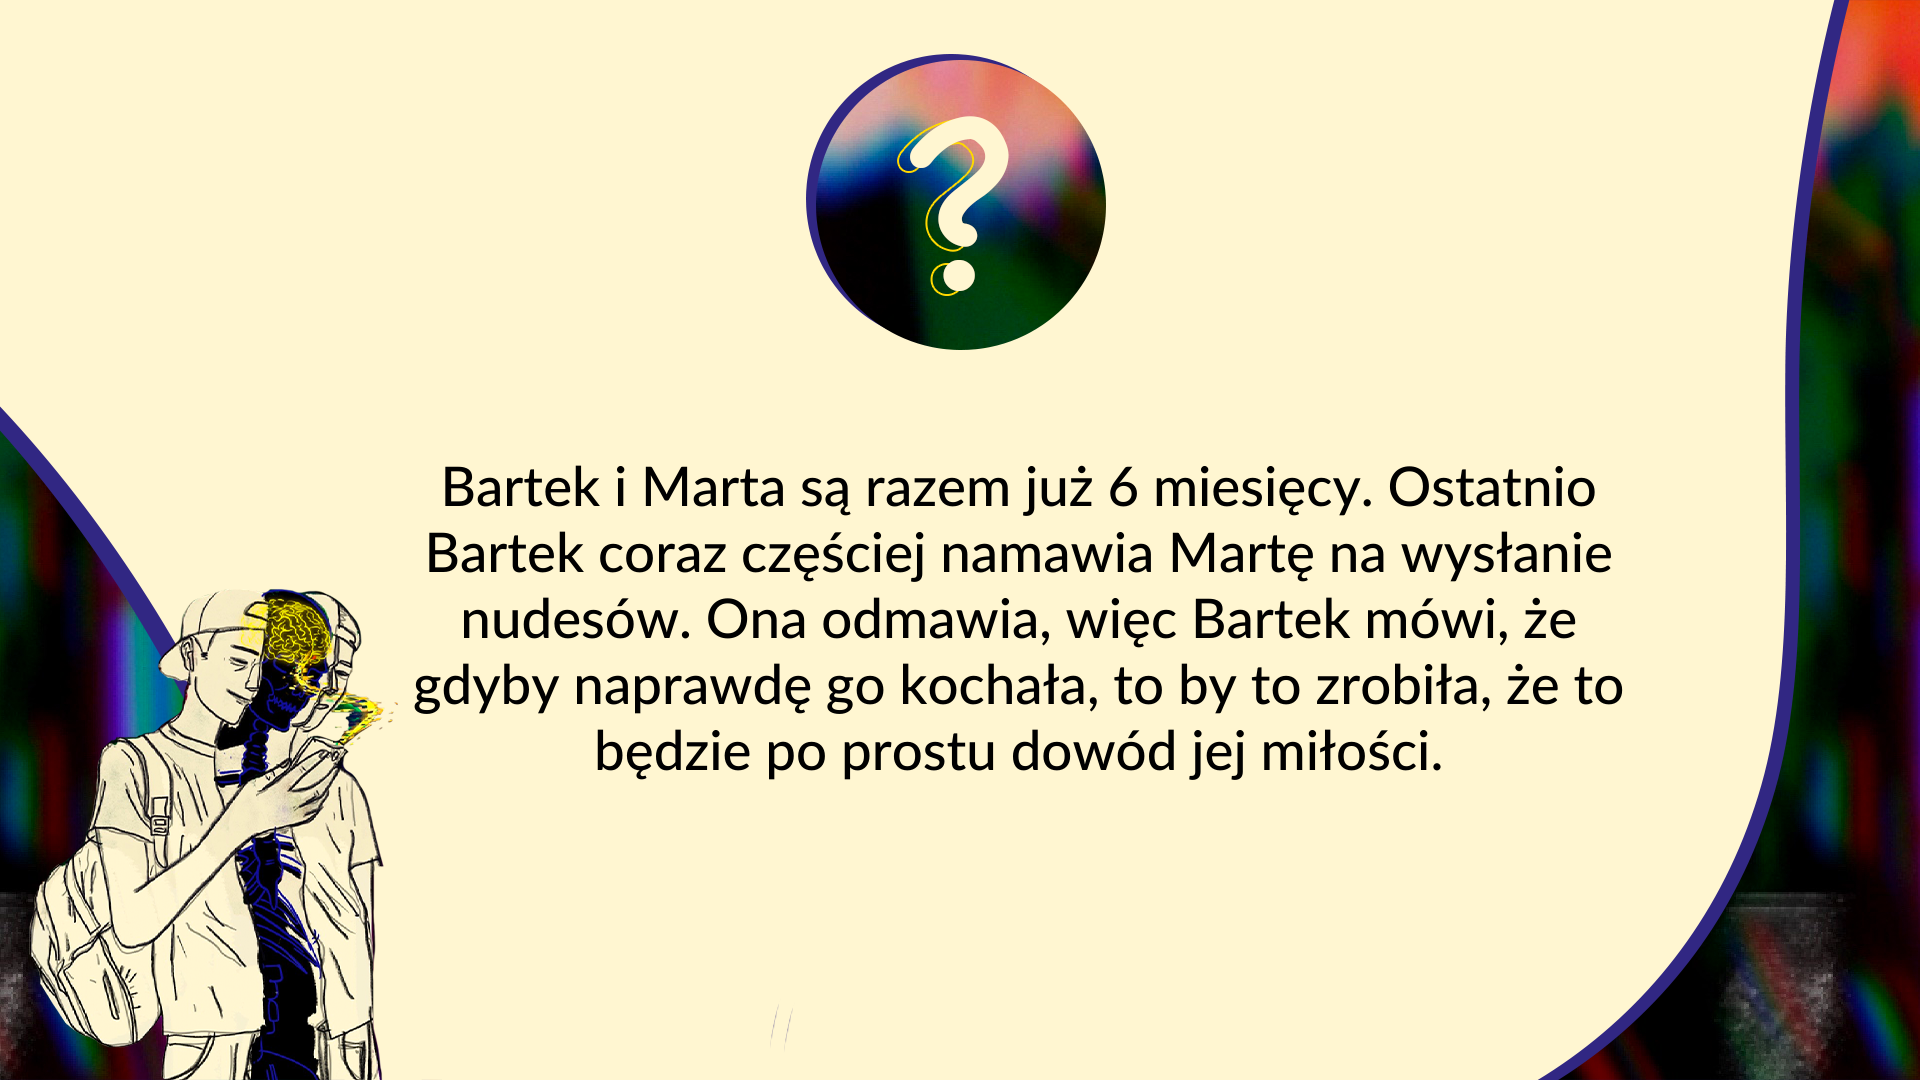 ?
Bartek i Marta są razem już 6 miesięcy. Ostatnio
Bartek coraz częściej namawia Martę na wysłanie
nudesów. Ona odmawia, więc Bartek mówi, że
gdyby naprawdę go kochała, to by to zrobiła, że to
będzie po prostu dowód jej miłości.